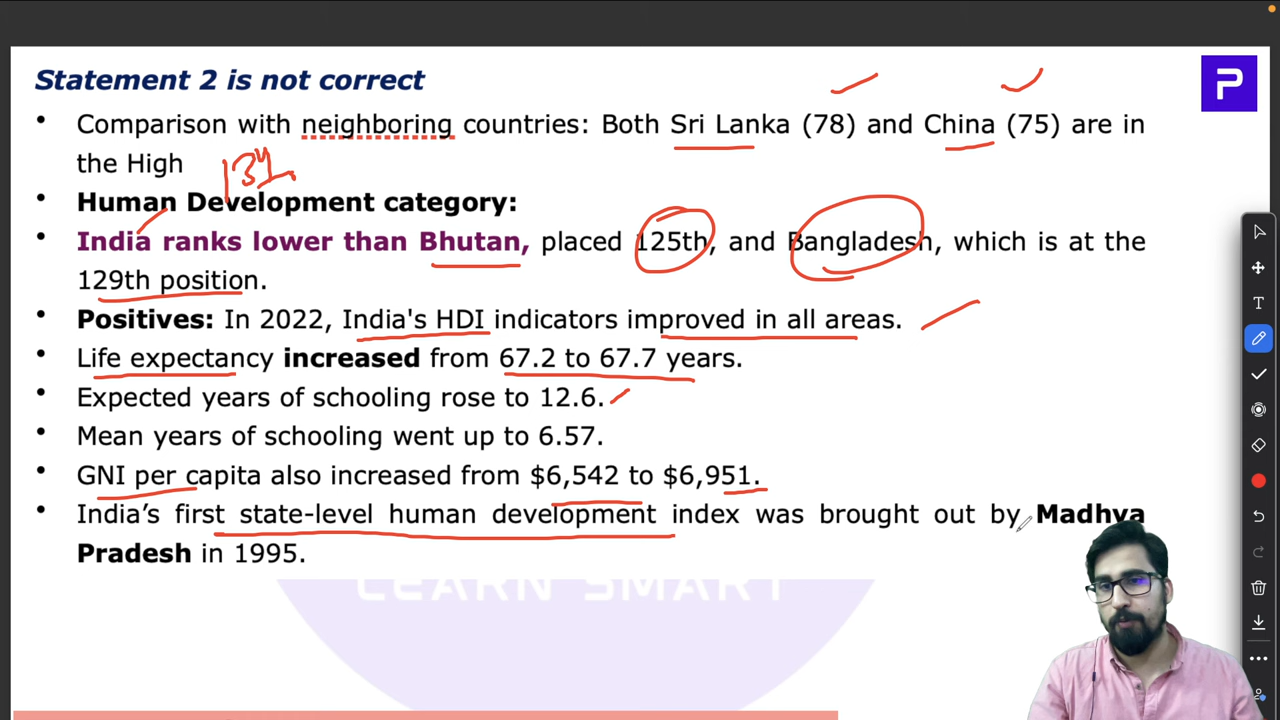 Statement 2 is not correct
P
• Comparison with neighboring countries: Both Sri Lanka (78) and China (75) are in
the High
134
• Human Development category:
• India ranks lower than Bhutan, placed 125th, and Bangladesh, which is at the
129th position.
• Positives: In 2022, India's HDI indicators improved in all areas.
• Life expectancy increased from 67.2 to 67.7 years.
• Expected years of schooling rose to 12.6.
• Mean years of schooling went up to 6.57.
• GNI per capita also increased from $6,542 to $6,951.
• India’s first state-level human development index was brought out by Madhya
Pradesh in 1995.
LEARN SMART
T